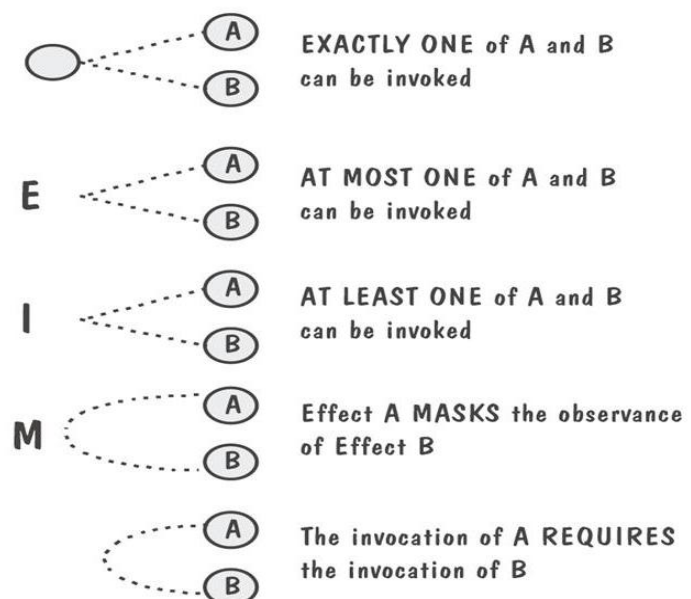 A
EXACTLY ONE of A and B
B
can be invoked
A
E
AT MOST ONE of A and B
B
can be invoked
A
I
AT LEAST ONE of A and B
B
can be invoked
A
M
Effect A MASKS the observance
B
of Effect B
A
The invocation of A REQUIRES
B
the invocation of B